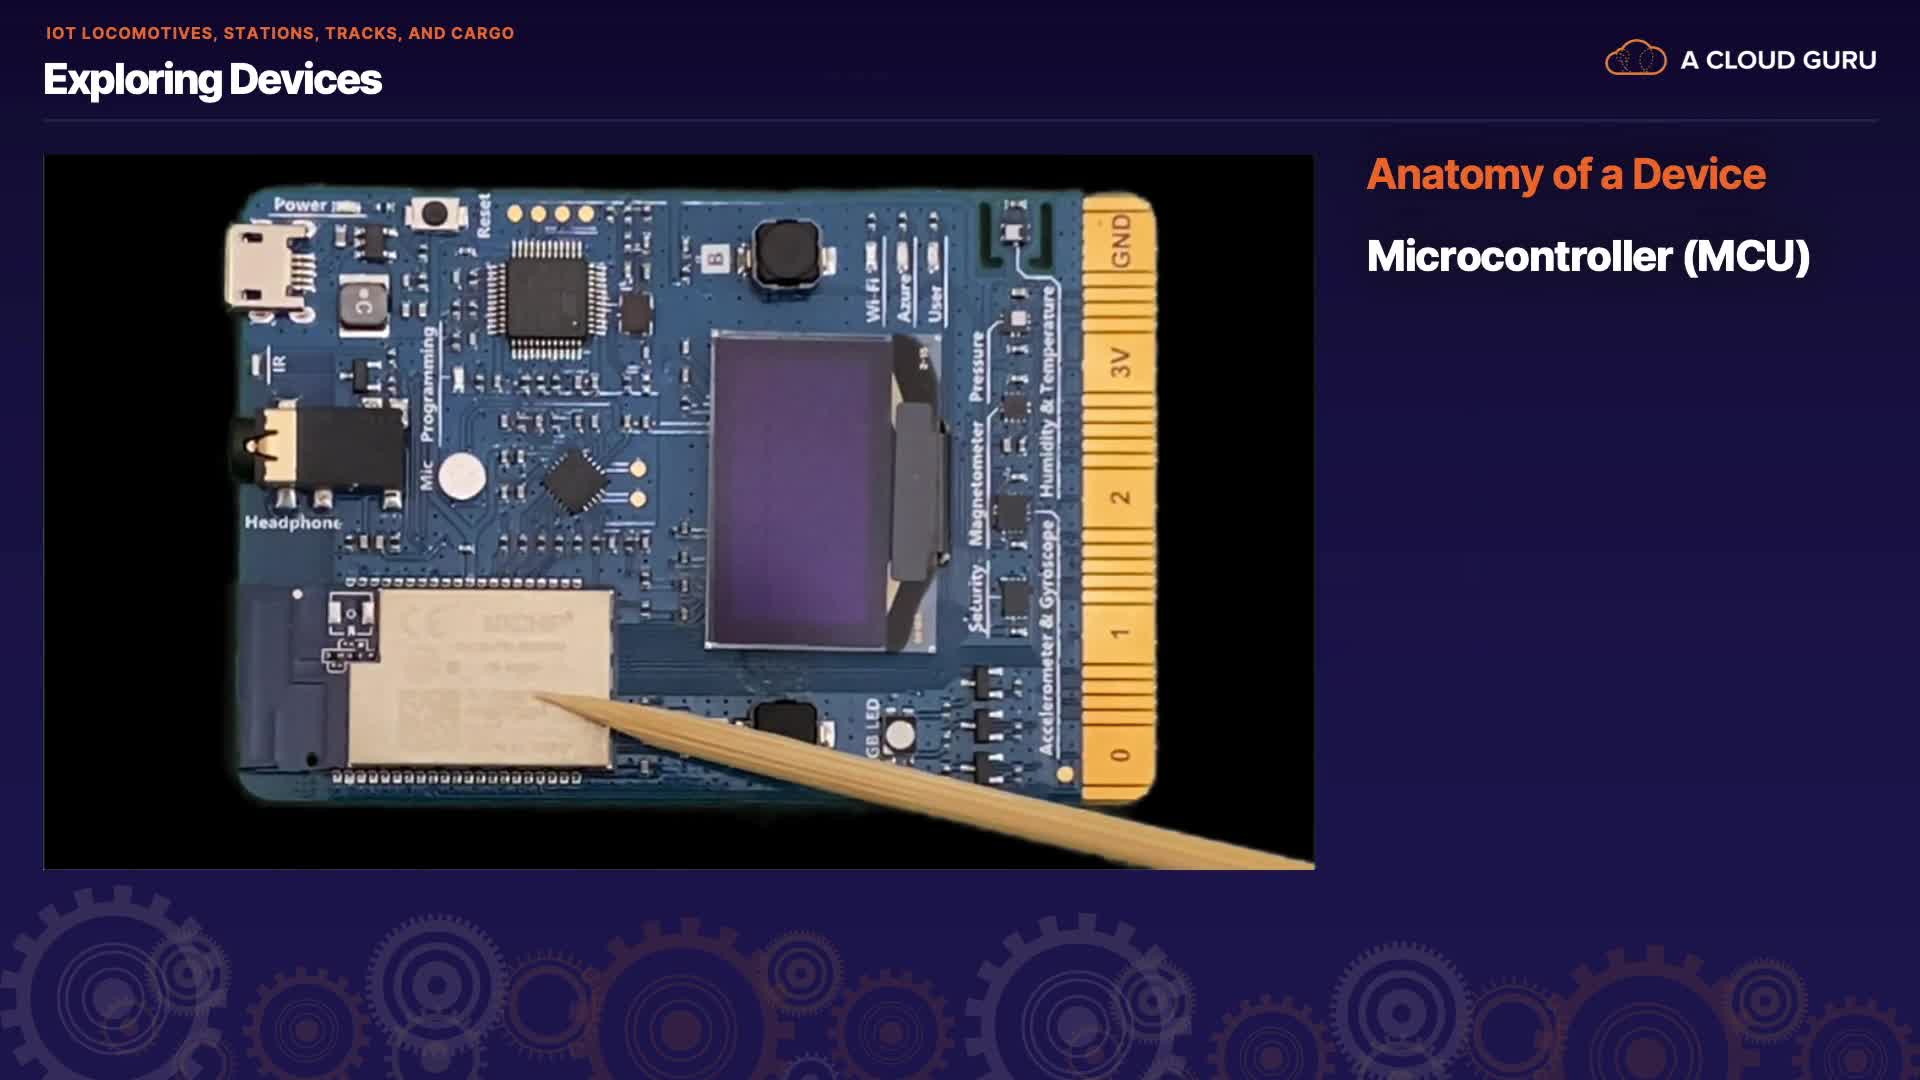 IOT LOCOMOTIVES, STATIONS, TRACKS, AND CARGO
Exploring Devices
A CLOUD GURU
Anatomy of a Device
Microcontroller (MCU)
Power
Reset
B
Wi-Fi
Azure
User
C
IR
Programming
Mic
Headphone
Pressure
Humidity & Temperature
Magnetometer
Security
Accelerometer & Gyroscope
GB LED
GND
3V
2
1
0